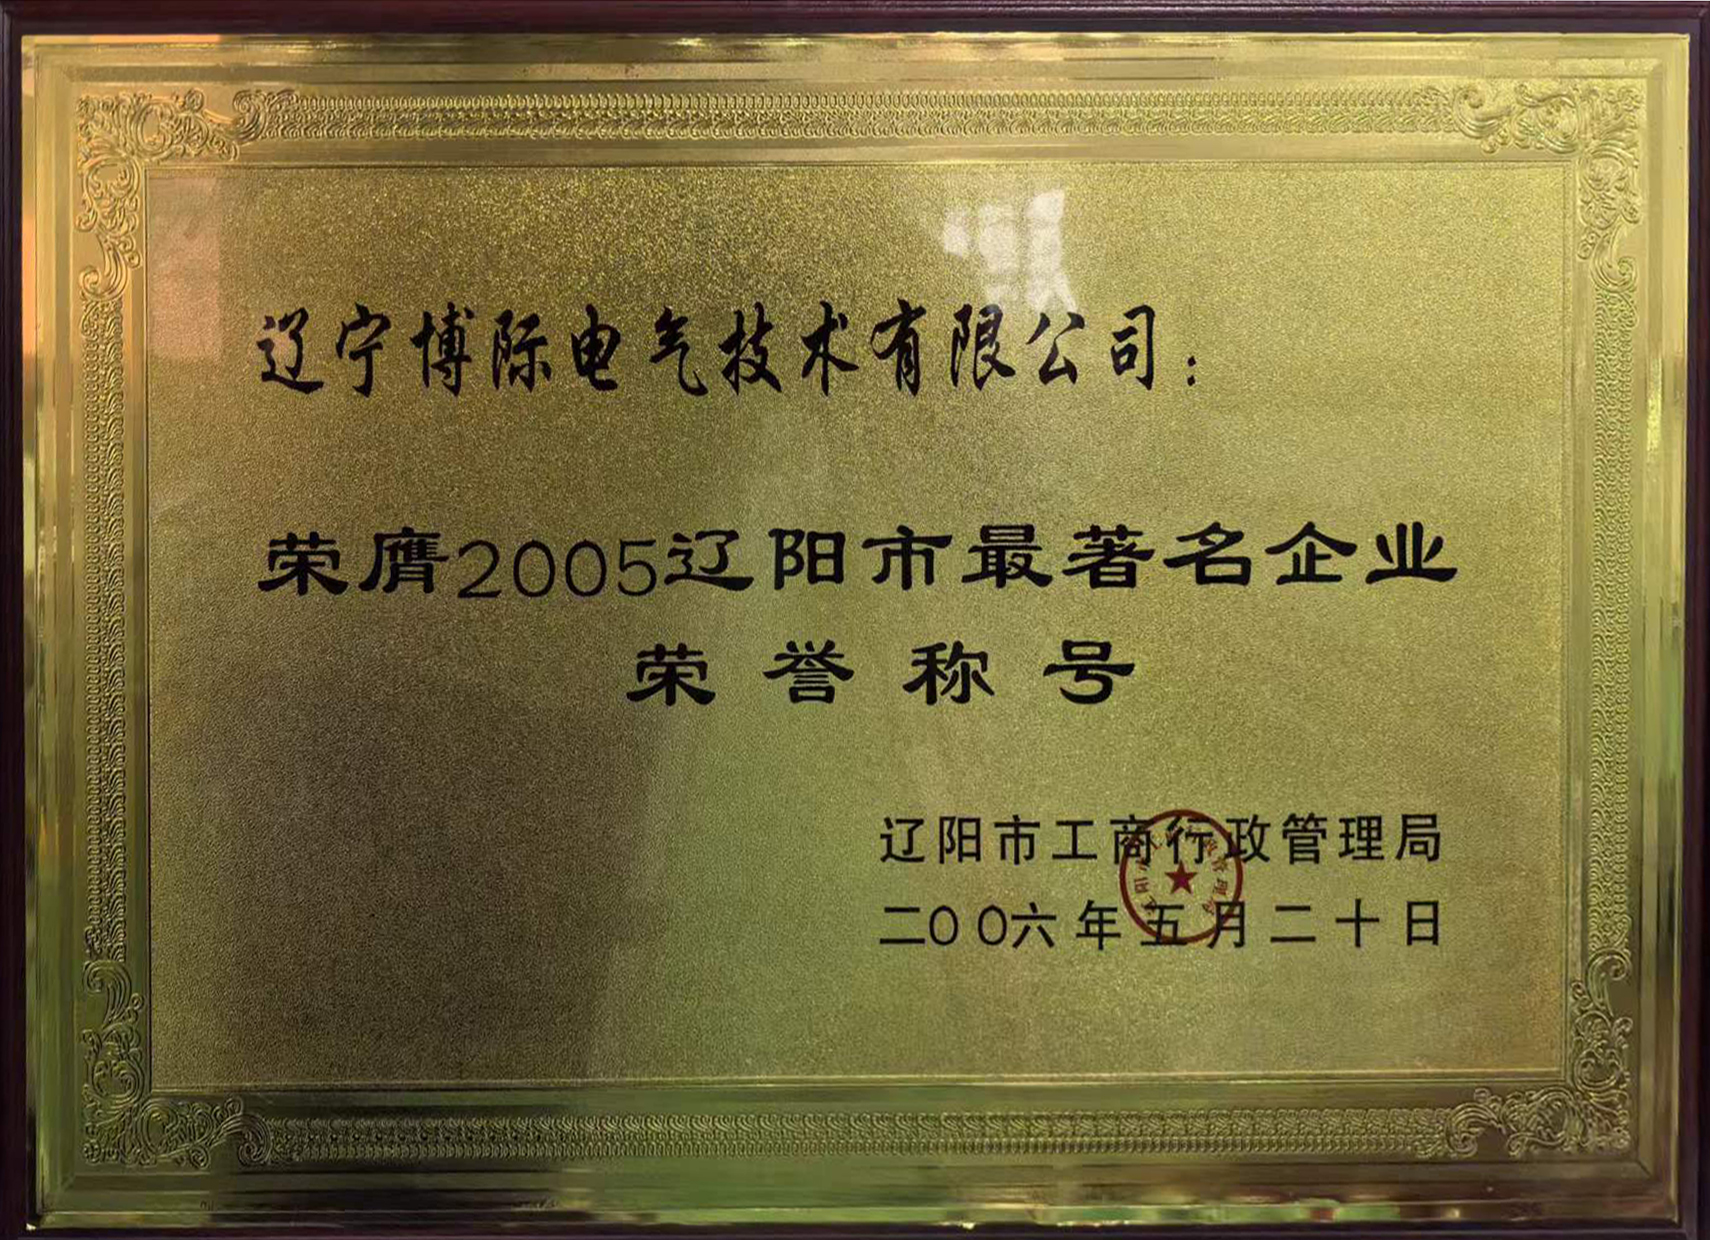 辽宁博际电气技术有限公司：
荣膺2005辽阳市最著名企业
荣誉称号
辽阳市工商行政管理局
二00六年五月二十日